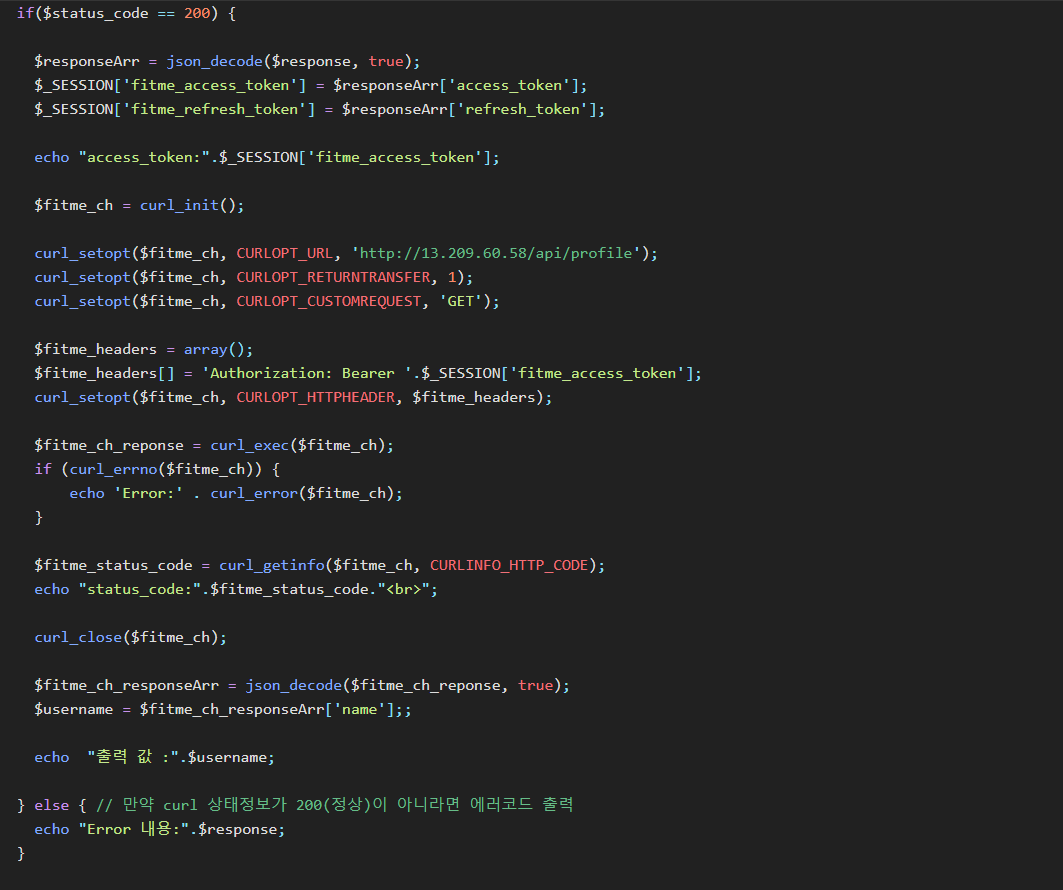 if($status_code == 200) {
$responseArr = json_decode($response, true);
$_SESSION['fitme_access_token'] = $responseArr['access_token'];
$_SESSION['fitme_refresh_token'] = $responseArr['refresh_token'];
echo "access_token:".$_SESSION['fitme_access_token'];
$fitme_ch = curl_init();
curl_setopt($fitme_ch, CURLOPT_URL, 'http://13.209.60.58/api/profile');
curl_setopt($fitme_ch, CURLOPT_RETURNTRANSFER, 1);
curl_setopt($fitme_ch, CURLOPT_CUSTOMREQUEST, 'GET');
$fitme_headers = array();
$fitme_headers[] = 'Authorization: Bearer '.$_SESSION['fitme_access_token'];
curl_setopt($fitme_ch, CURLOPT_HTTPHEADER, $fitme_headers);
$fitme_ch_reponse = curl_exec($fitme_ch);
if (curl_errno($fitme_ch)) {
echo 'Error:' . curl_error($fitme_ch);
}
$fitme_status_code = curl_getinfo($fitme_ch, CURLINFO_HTTP_CODE);
echo "status_code:".$fitme_status_code."<br>";
curl_close($fitme_ch);
$fitme_ch_responseArr = json_decode($fitme_ch_reponse, true);
$username = $fitme_ch_responseArr['name'];;
echo  "출력 값 :".$username;
} else { // 만약 curl 상태정보가 200(정상)이 아니라면 에러코드 출력
echo "Error 내용:".$response;
}